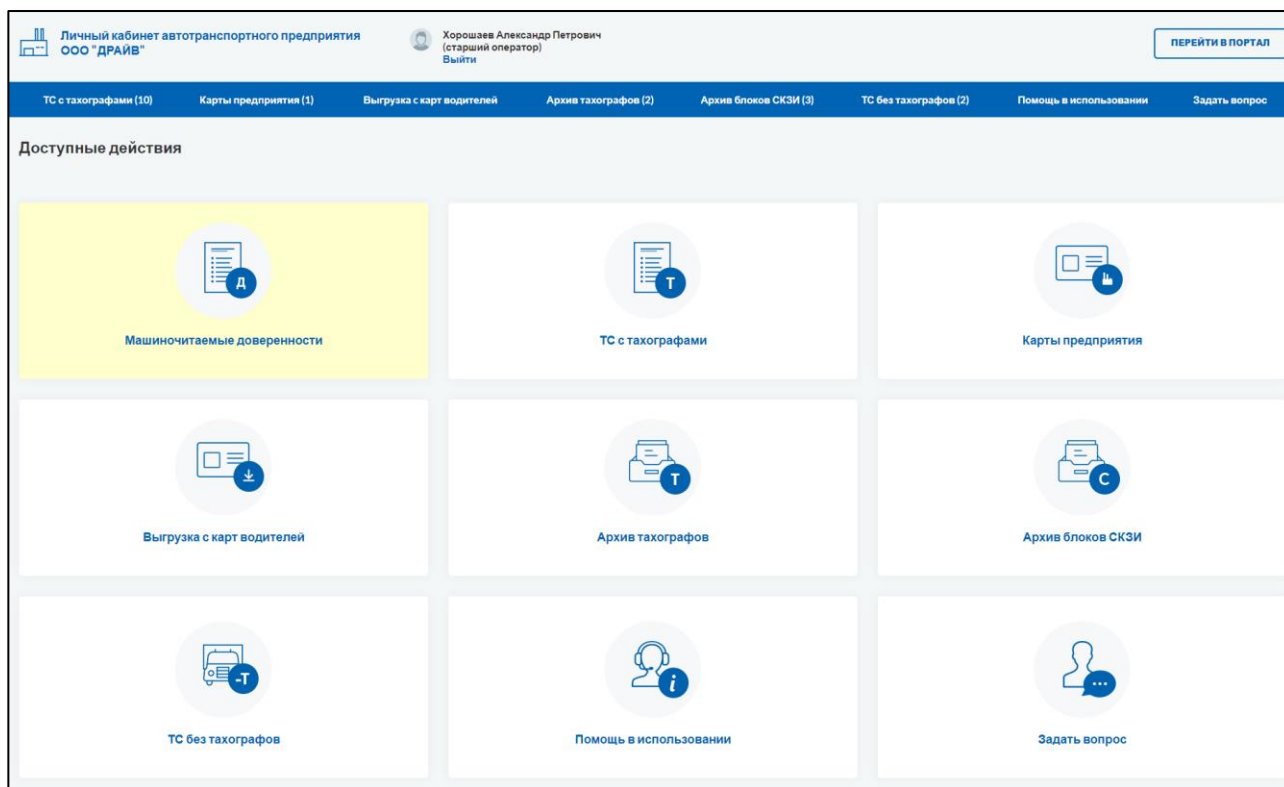 Личный кабинет автотранспортного предприятия
ООО "ДРАЙВ"
Хорошаев Александр Петрович
(старший оператор)
Выйти
ПЕРЕЙТИ В ПОРТАЛ
ТС с тахографами (10) Карты предприятия (1) Выгрузка с карт водителей Архив тахографов (2) Архив блоков СКЗИ (3) ТС без тахографов (2) Помощь в использовании Задать вопрос
Доступные действия
Д
Т
Машиночитаемые доверенности
ТС с тахографами
Карты предприятия
Т
С
Выгрузка с карт водителей
Архив тахографов
Архив блоков СКЗИ
-Т
i
ТС без тахографов
Помощь в использовании
Задать вопрос